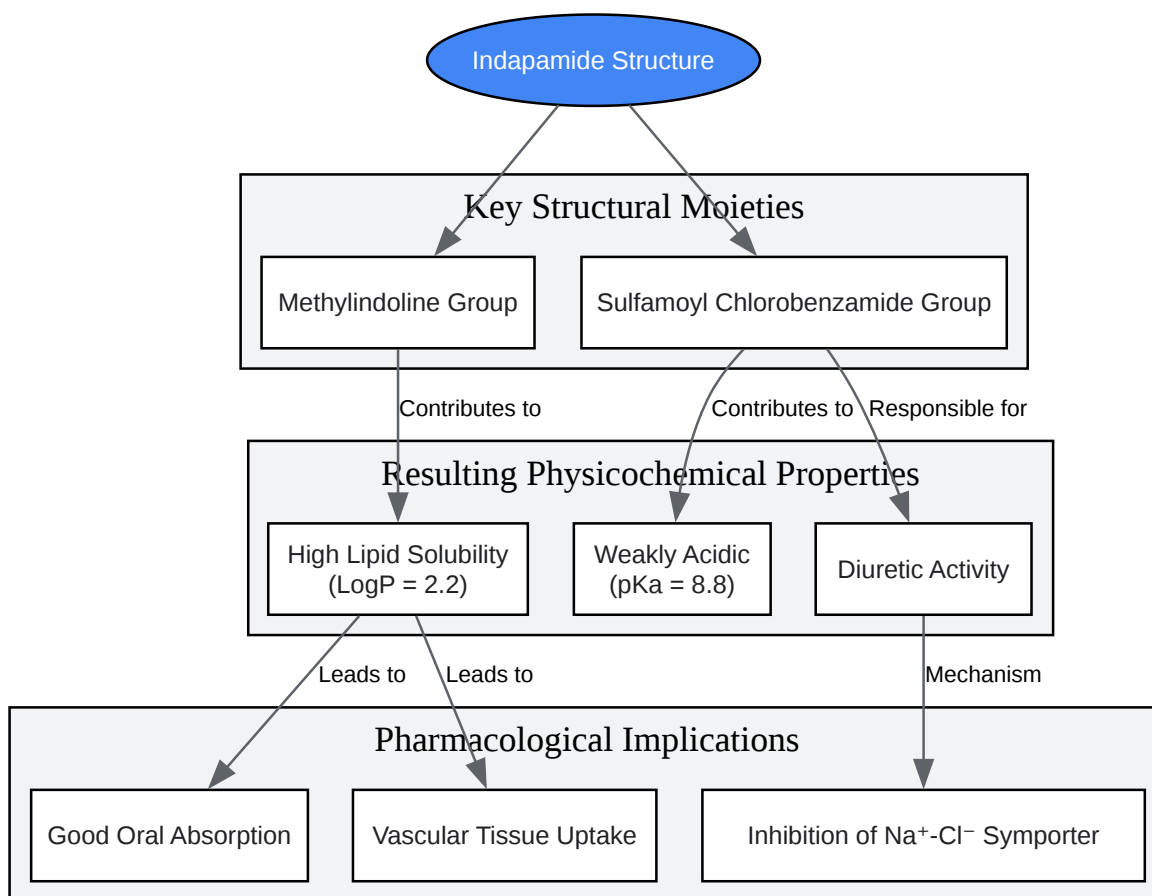 Indapamide Structure
Key Structural Moieties
Methylindoline Group
Sulfamoyl Chlorobenzamide Group
Contributes to
Contributes to
Responsible for
Resulting Physicochemical Properties
High Lipid Solubility
(LogP = 2.2)
Weakly Acidic
(pKa = 8.8)
Diuretic Activity
Leads to
Leads to
Mechanism
Pharmacological Implications
Good Oral Absorption
Vascular Tissue Uptake
Inhibition of Na⁺-Cl⁻ Symporter